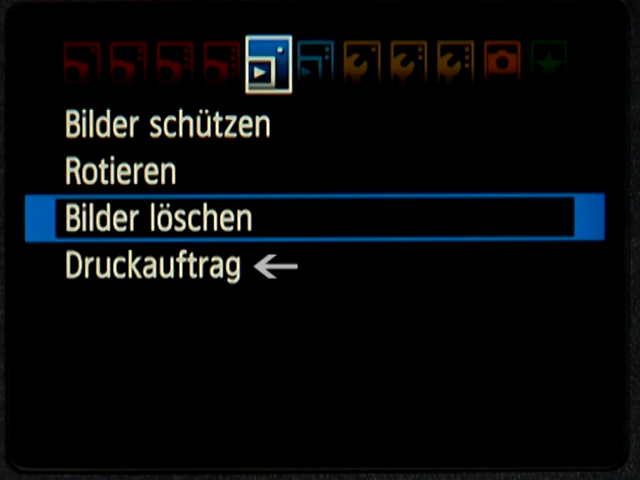 Bilder schützen
Rotieren
Bilder löschen
Druckauftrag